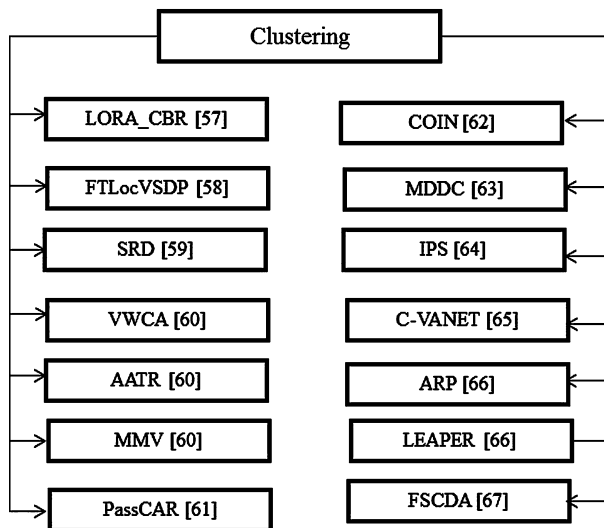 Clustering
LORA_CBR [57]
FTLocVSDP [58]
SRD [59]
VWCA [60]
AATR [60]
MMV [60]
PassCAR [61]
COIN [62]
MDDC [63]
IPS [64]
C-VANET [65]
ARP [66]
LEAPER [66]
FSCDA [67]